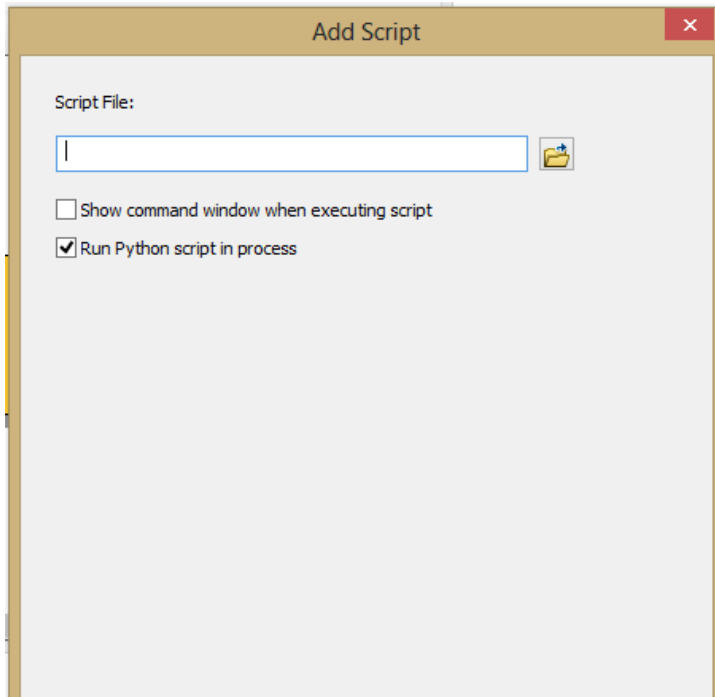 Add Script
Script File:
Show command window when executing script
Run Python script in process